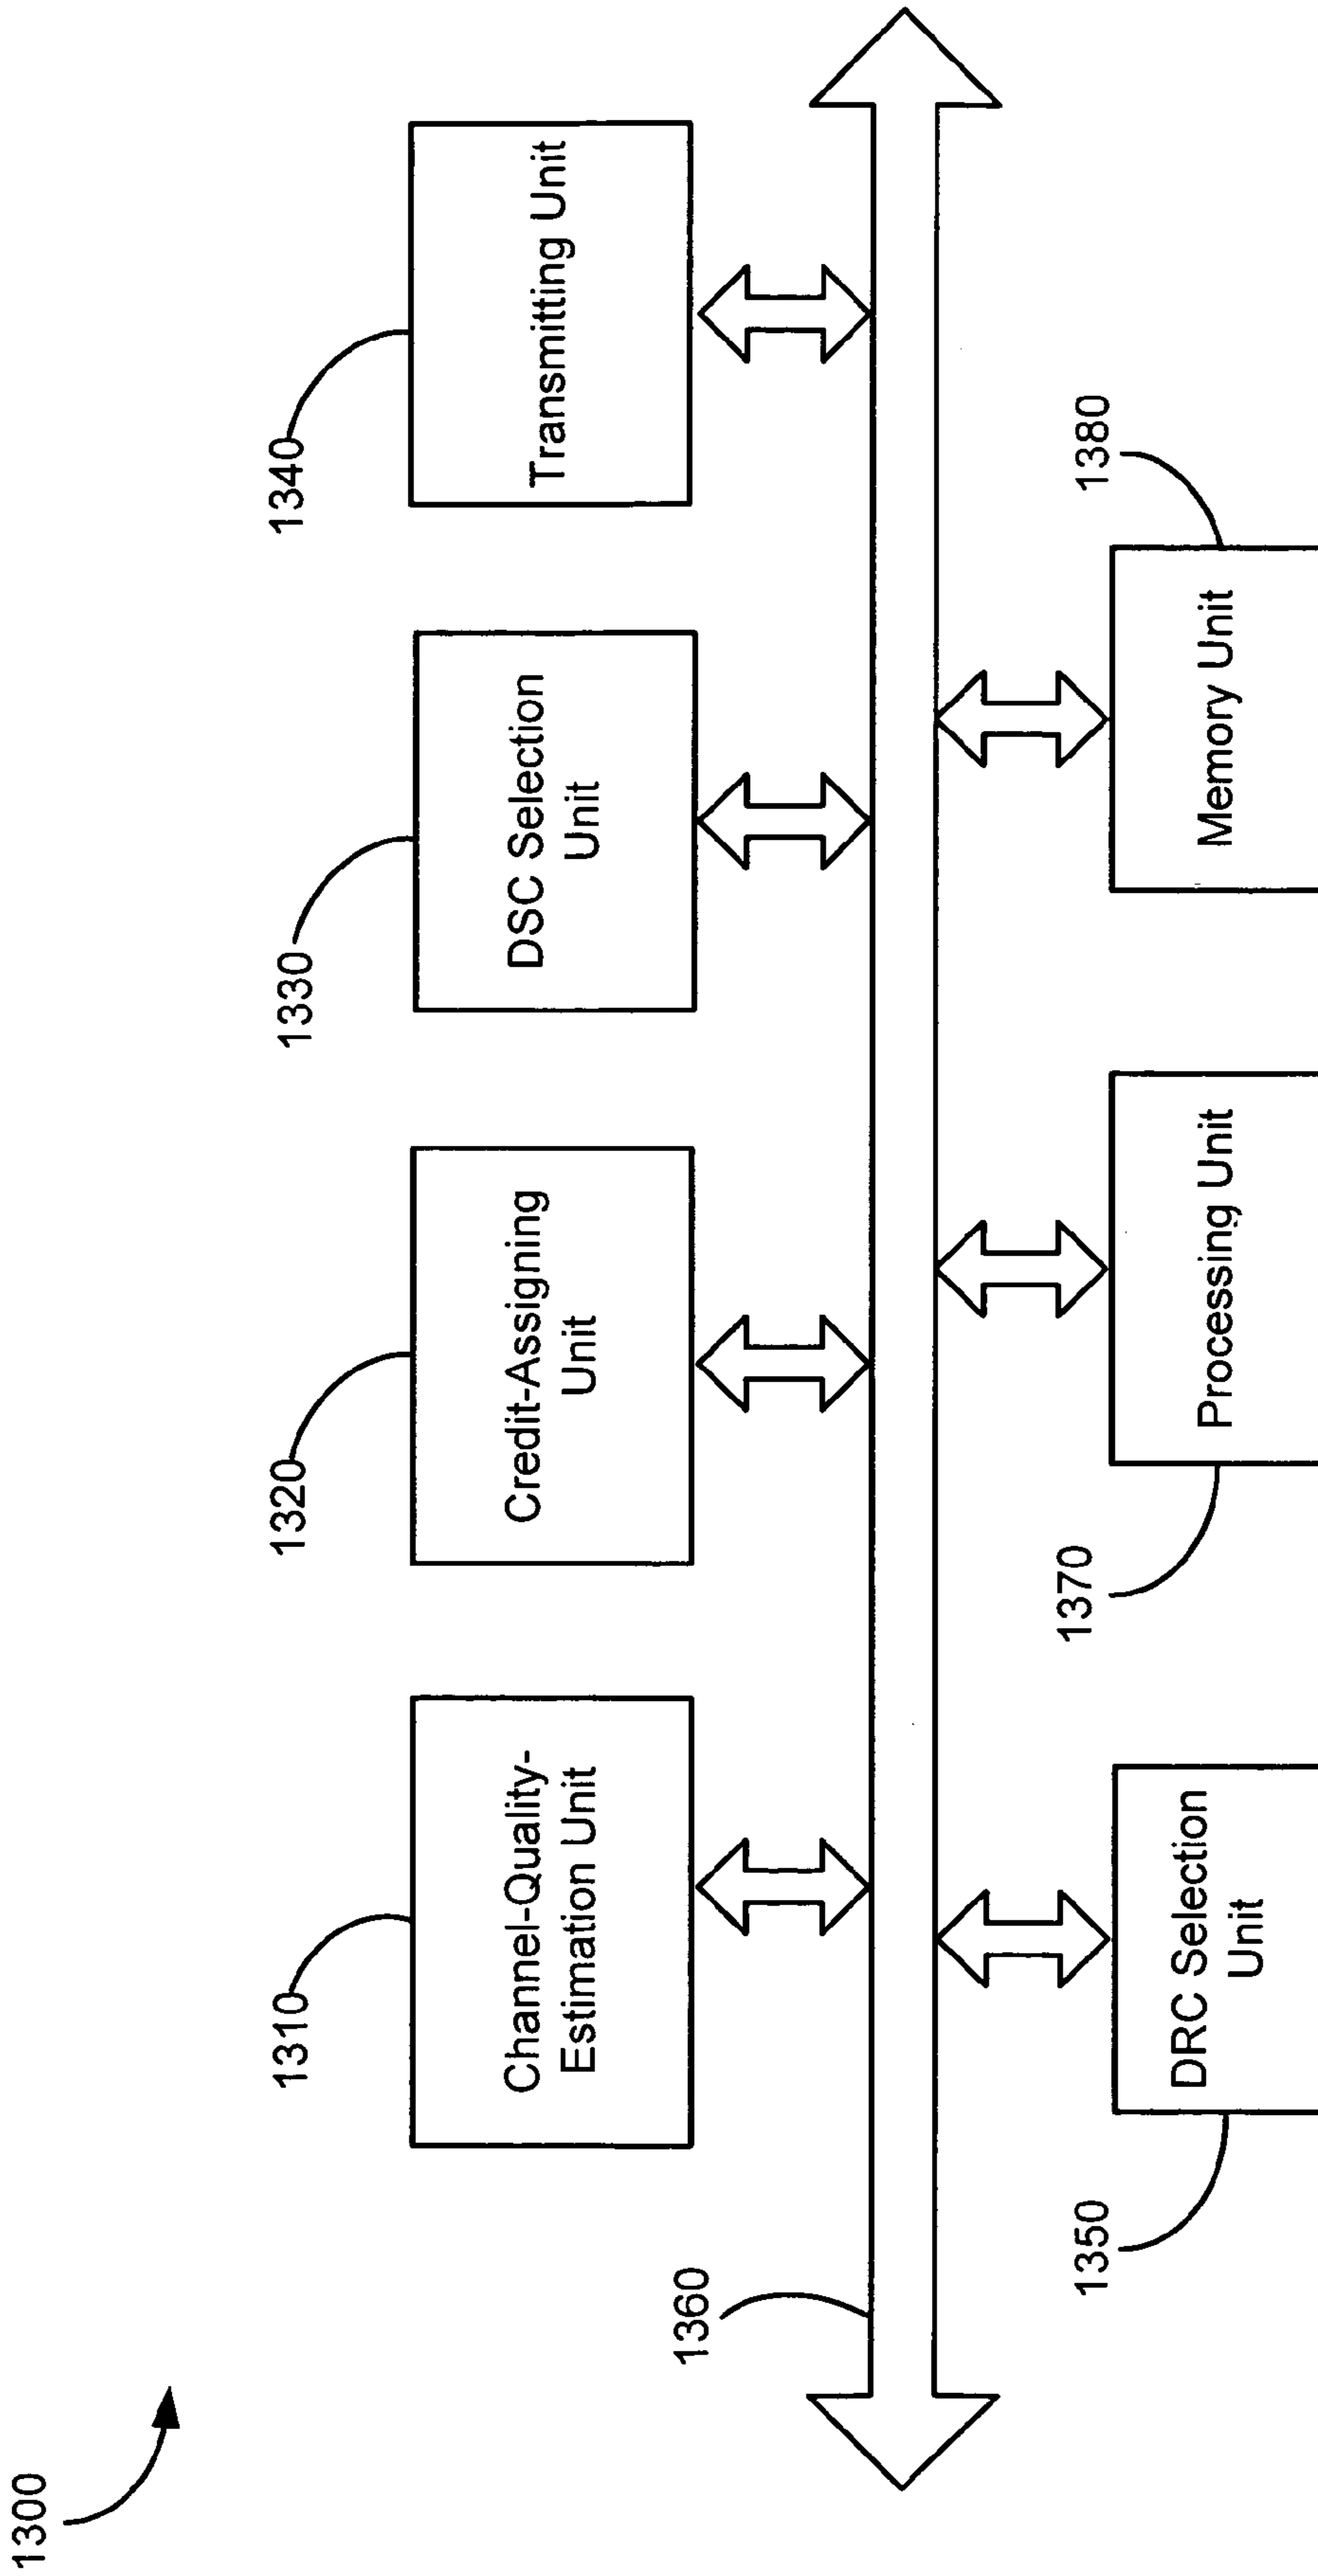 1300
1310
1320
1330
1340
Channel-Quality-
Estimation Unit
Credit-Assigning
Unit
DSC Selection
Unit
Transmitting Unit
1360
1350
1370
1380
DRC Selection
Unit
Processing Unit
Memory Unit